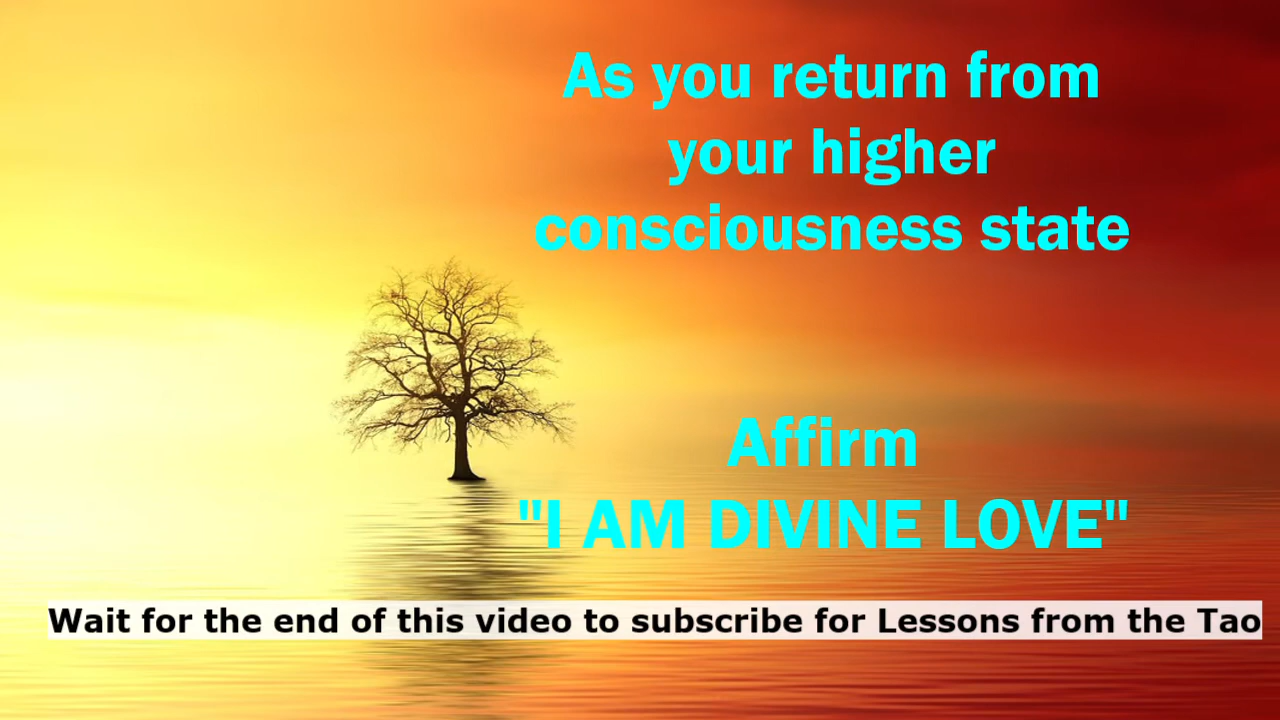 As you return from
your higher
consciousness state
Affirm
"I AM DIVINE LOVE"
Wait for the end of this video to subscribe for Lessons from the Tao